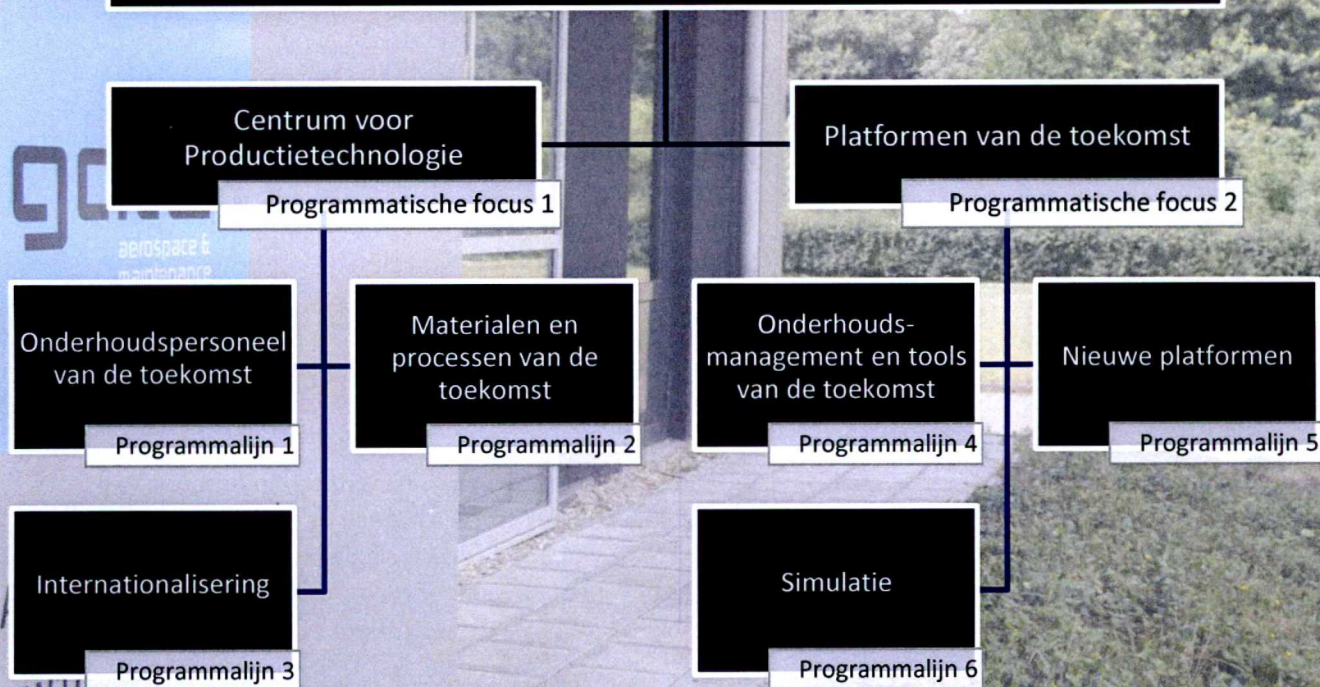 Centrum voor
Productietechnologie
Programmatische focus 1
Platformen van de toekomst
Programmatische focus 2
aerospace &
maintenance
Onderhoudspersoneel
van de toekomst
Programmalijn 1
Materialen en
processen van de
toekomst
Programmalijn 2
Onderhouds-
management en tools
van de toekomst
Programmalijn 4
Nieuwe platformen
Programmalijn 5
Internationalisering
Programmalijn 3
Simulatie
Programmalijn 6